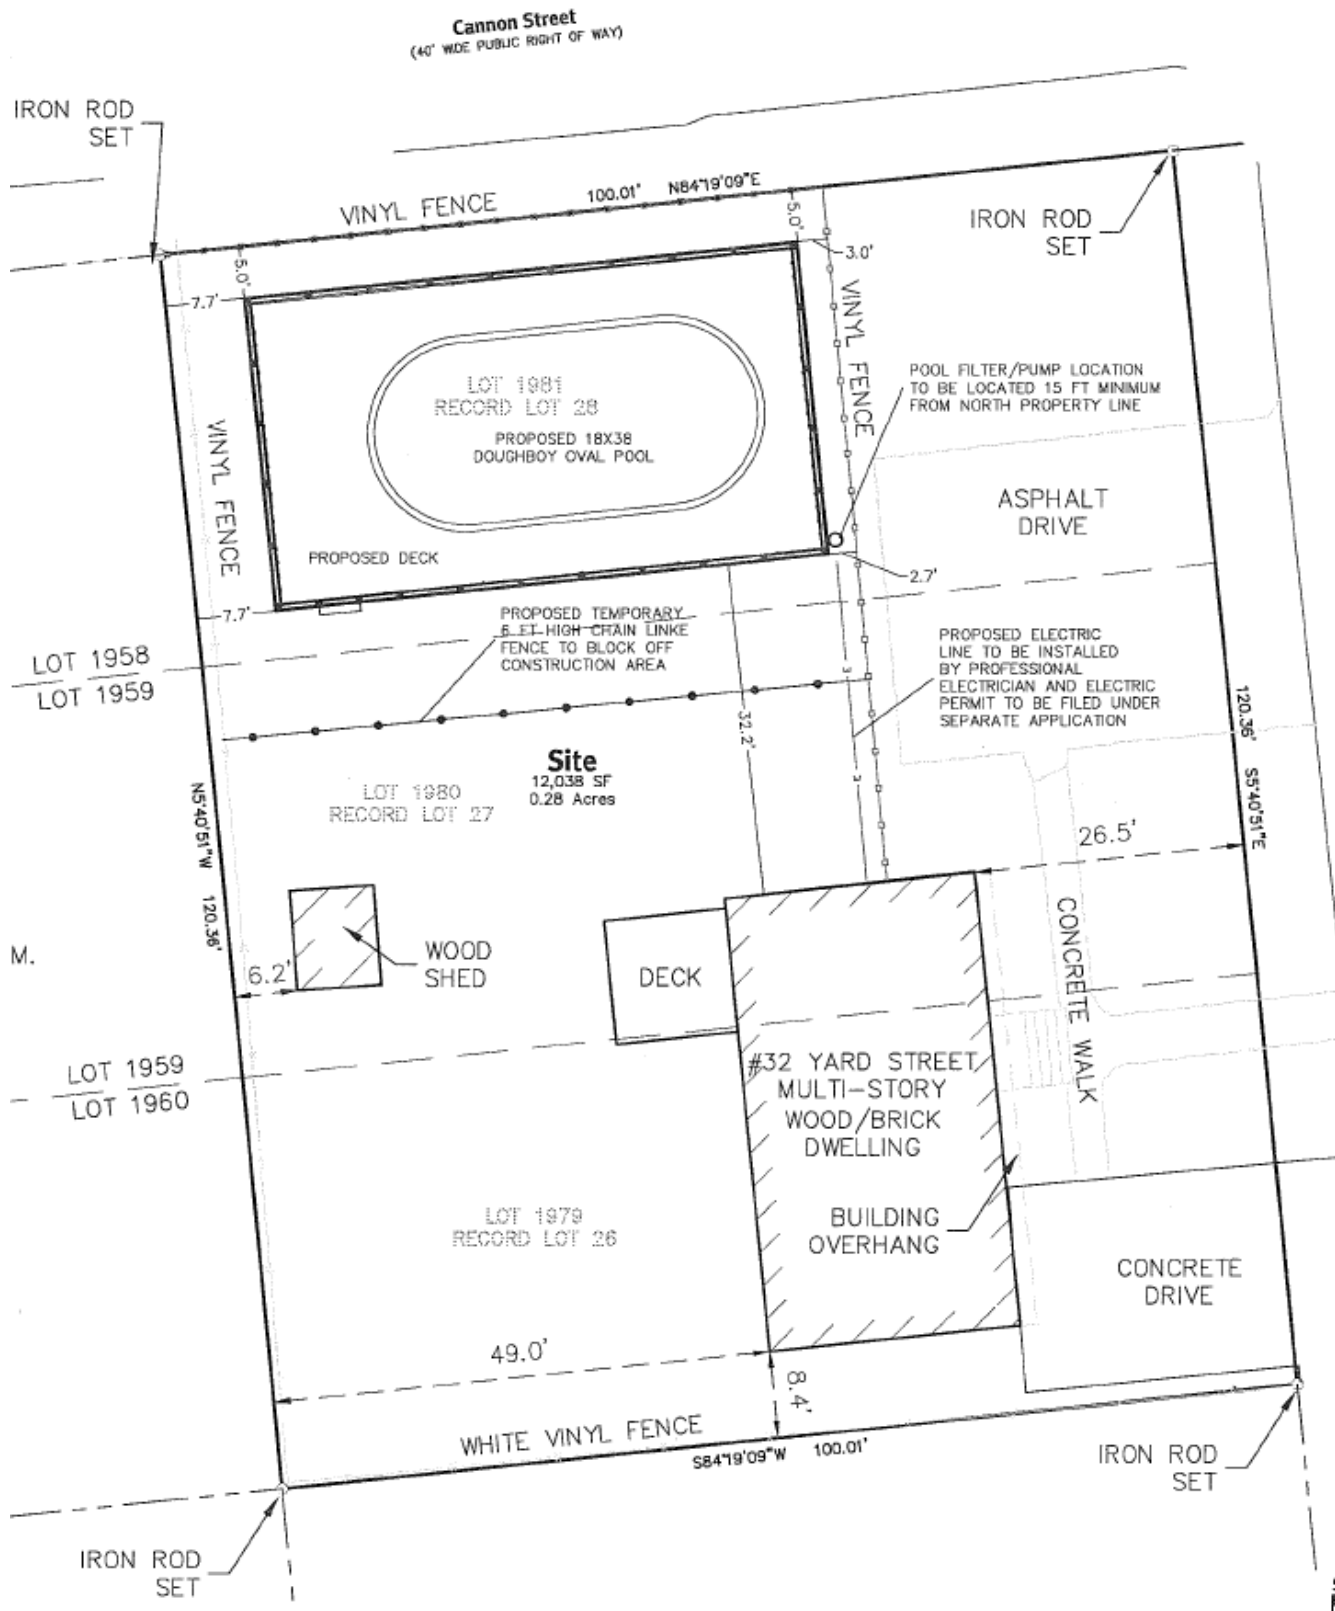 Cannon Street
(40' WIDE PUBLIC RIGHT OF WAY)
IRON ROD
SET
VINYL FENCE
100.01'
N84°19'09"E
IRON ROD
SET
5.0'
5.0'
3.0'
7.7'
VINYL FENCE
LOT 1981
RECORD LOT 28
PROPOSED 18X38
DOUGHBOY OVAL POOL
POOL FILTER/PUMP LOCATION
TO BE LOCATED 15 FT MINIMUM
FROM NORTH PROPERTY LINE
VINYL FENCE
ASPHALT
DRIVE
PROPOSED DECK
2.7'
7.7'
PROPOSED TEMPORARY
6 FT HIGH CHAIN LINKE
FENCE TO BLOCK OFF
CONSTRUCTION AREA
PROPOSED ELECTRIC
LINE TO BE INSTALLED
BY PROFESSIONAL
ELECTRICIAN AND ELECTRIC
PERMIT TO BE FILED UNDER
SEPARATE APPLICATION
LOT 1958
LOT 1959
32.2'
120.36'
S5°40'51"E
Site
12,038 SF
0.28 Acres
LOT 1980
RECORD LOT 27
N5°40'51"W
120.36'
26.5'
CONCRETE WALK
M.
WOOD
SHED
6.2'
DECK
LOT 1959
LOT 1960
#32 YARD STREET
MULTI-STORY
WOOD/BRICK
DWELLING
BUILDING
OVERHANG
LOT 1979
RECORD LOT 26
CONCRETE
DRIVE
49.0'
8.4'
WHITE VINYL FENCE
S84°19'09"W
100.01'
IRON ROD
SET
IRON ROD
SET